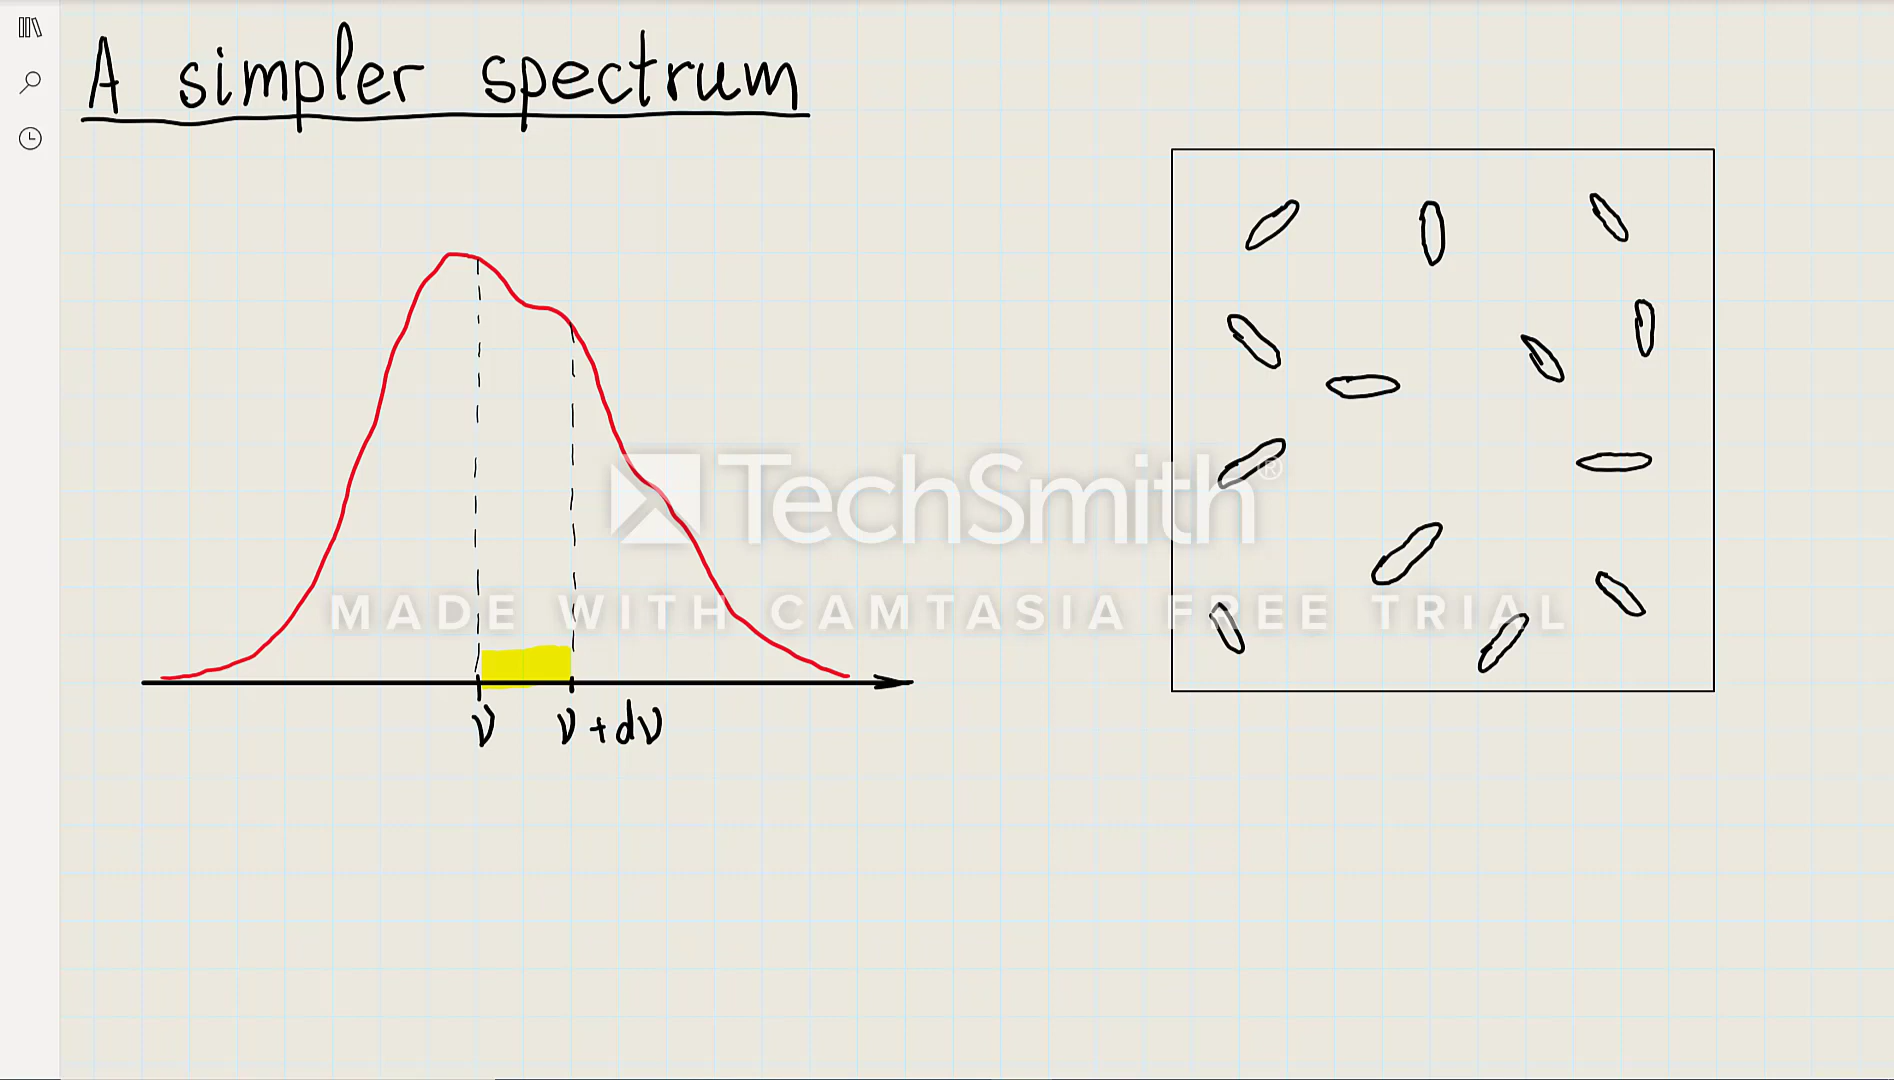 A simpler spectrum
TechSmith®
MADE WITH CAMTASIA FREE TRIAL
ν ν + dν